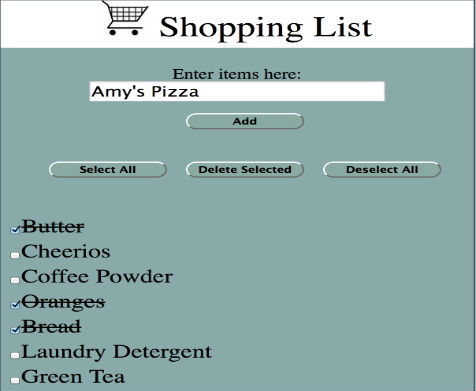 Shopping List
Enter items here:
Amy's Pizza
Add
Select All Delete Selected Deselect All
Butter
Cheerios
Coffee Powder
Oranges
Bread
Laundry Detergent
Green Tea